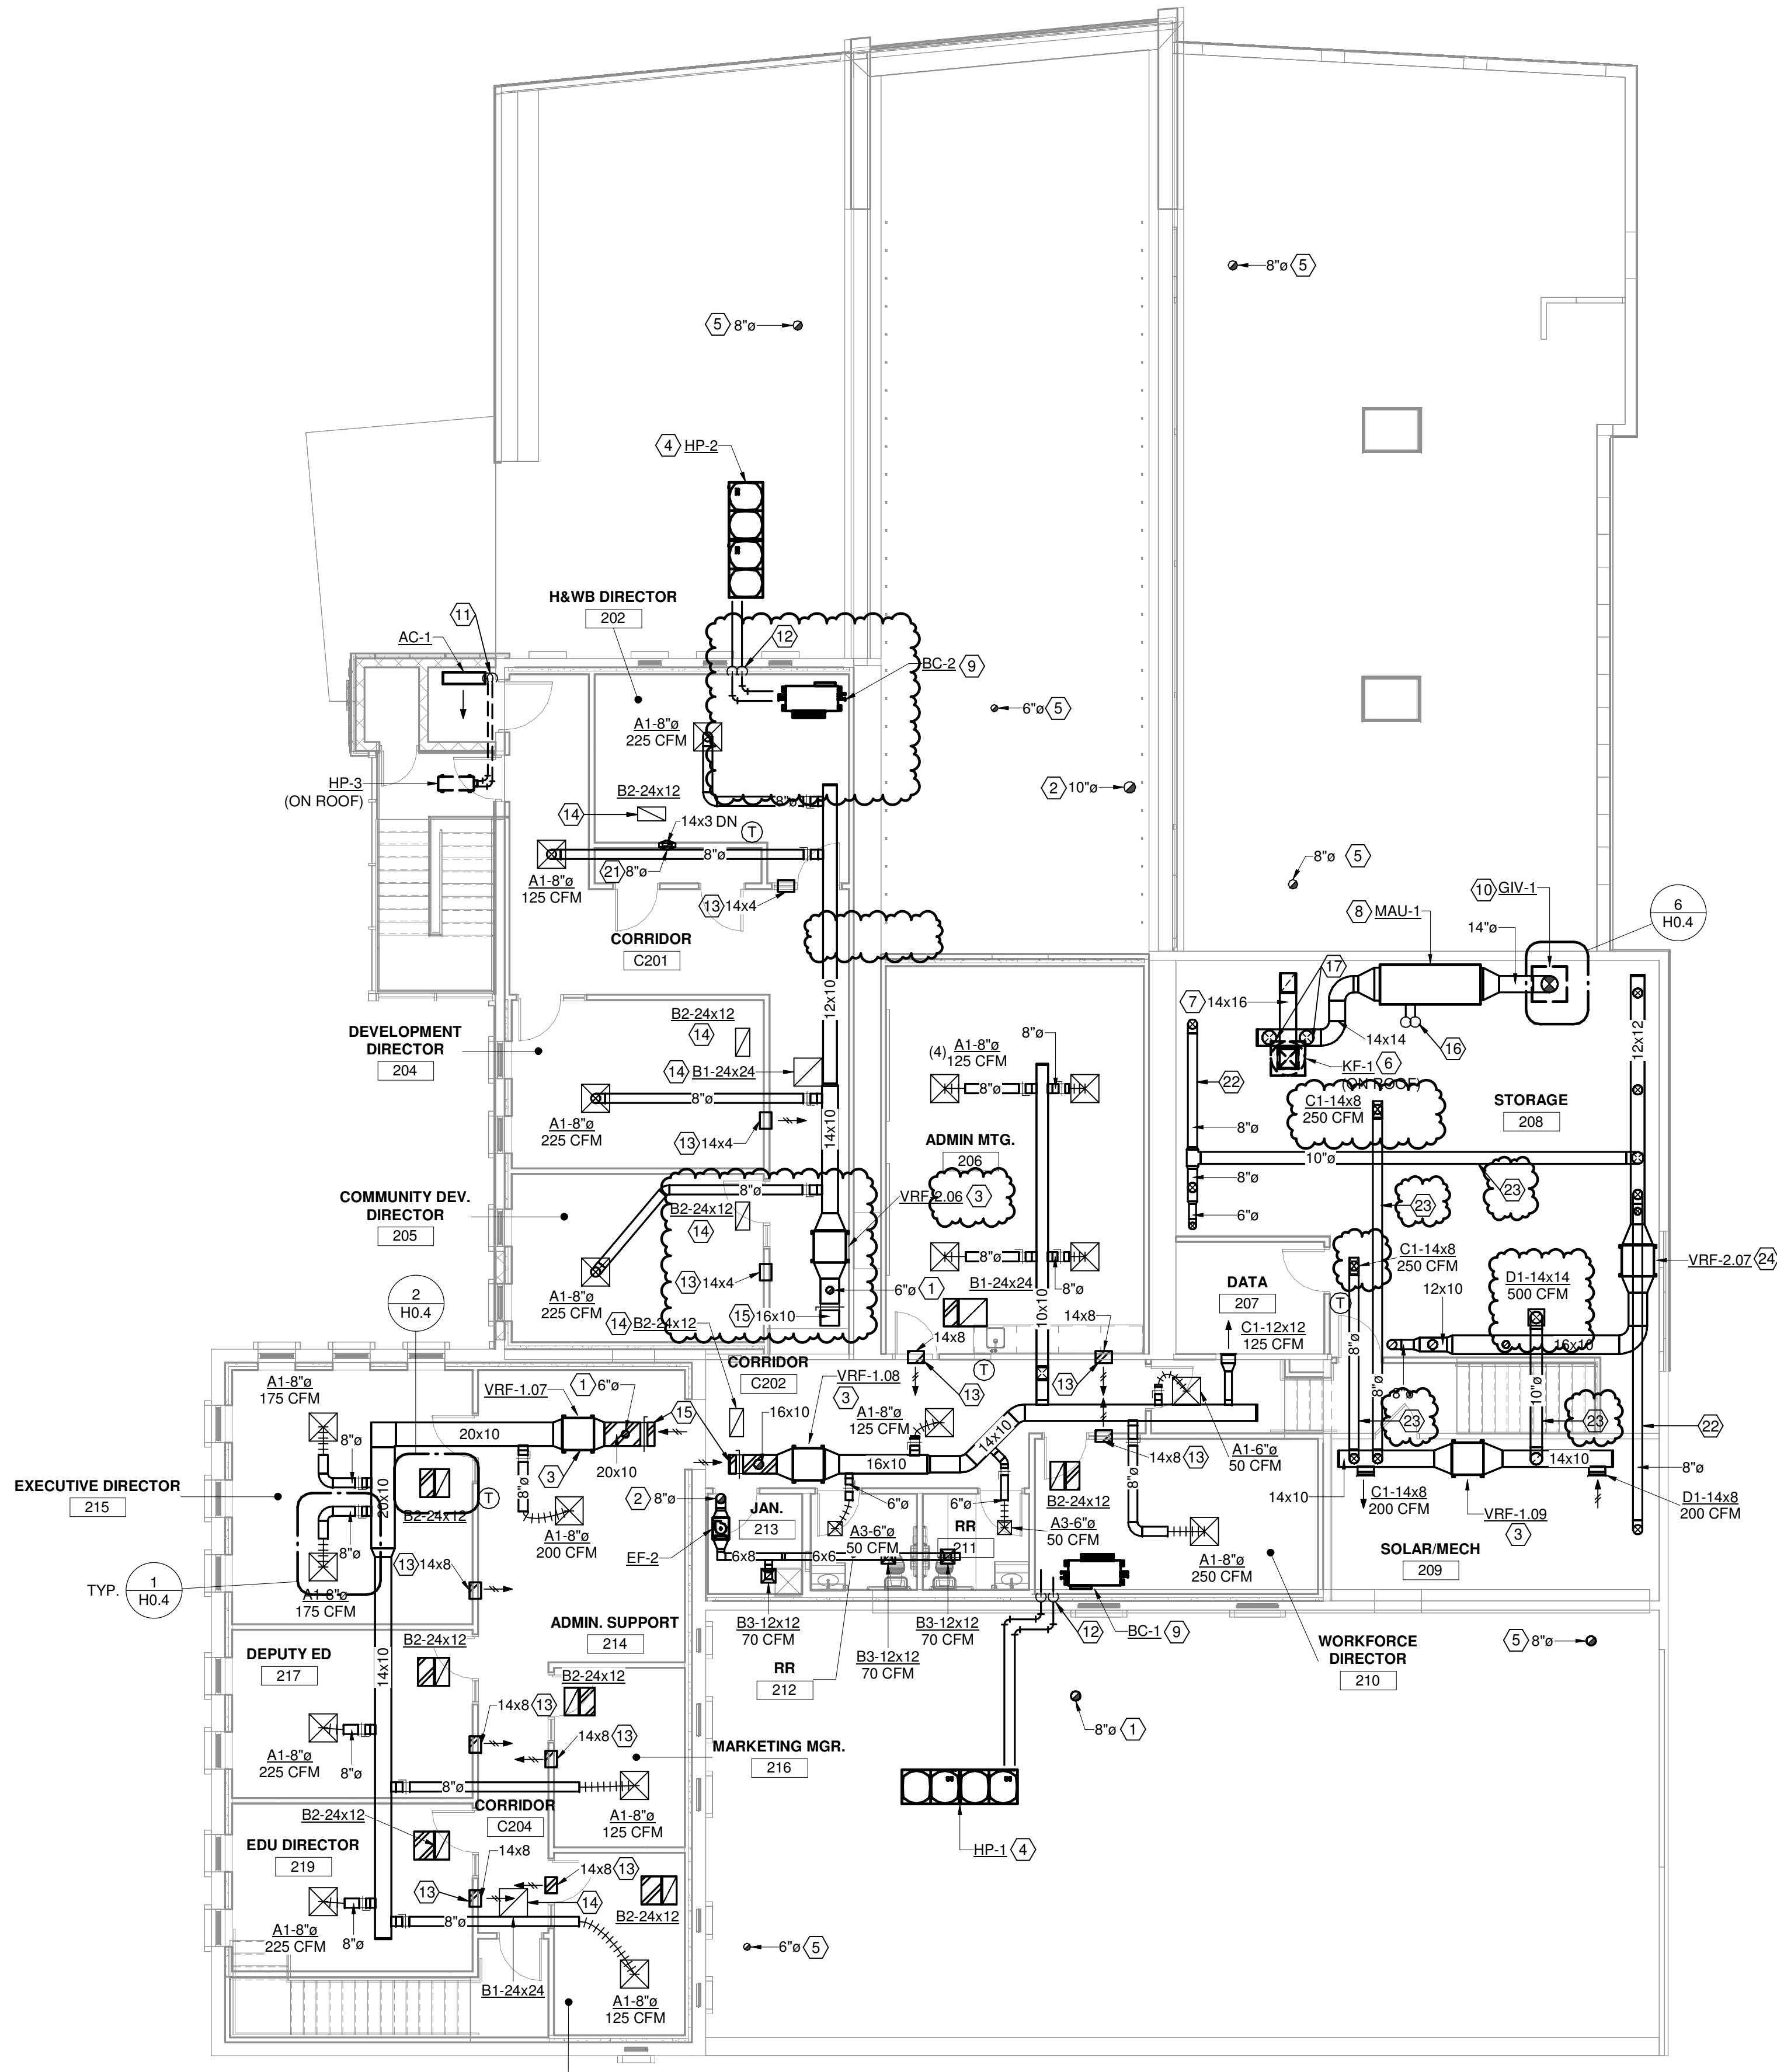 8"ø 5
5 8"ø
4 HP-2
H&WB DIRECTOR
202
11
AC-1
12
BC-2 9
A1-8"ø
225 CFM
6"ø 5
HP-3
(ON ROOF)
B2-24x12
8"ø
2 10"ø
14
14x3 DN
T
8"ø
21 8"ø
A1-8"ø
125 CFM
13 14x4
8"ø 5
10 GIV-1
6
H0.4
8 MAU-1
14"ø
CORRIDOR
C201
17
7 14x16
12x10
14x14
16
12x12
B2-24x12
14
DEVELOPMENT
DIRECTOR
204
14 B1-24x24
8"ø
(4) A1-8"ø
125 CFM
8"ø
8"ø
KF-1 6
(ON ROOF)
22
C1-14x8
250 CFM
STORAGE
208
A1-8"ø
225 CFM
14x10
13 14x4
8"ø
ADMIN MTG.
206
10"ø
8"ø
COMMUNITY DEV.
DIRECTOR
205
8"ø
B2-24x12
14
VRF-2.06 3
3
6"ø
23
23
13 14x4
8"ø
8"ø
C1-14x8
250 CFM
VRF-2.07 24
2
H0.4
A1-8"ø
225 CFM
6"ø 1
B1-24x24
DATA
207
D1-14x14
500 CFM
12x10
T
15 16x10
10x10
14 B2-24x12
14x8
14x8
C1-12x12
125 CFM
16x10
CORRIDOR
C202
T
13
13
8"ø
8"ø
8"ø
10"ø
A1-8"ø
175 CFM
VRF-1.07
1 6"ø
VRF-1.08
3
15
A1-8"ø
125 CFM
16x10
23
23
22
8"ø
20x10
14x10
A1-6"ø
50 CFM
14x8 13
3
20x10
16x10
14x10
14x10
8"ø
EXECUTIVE DIRECTOR
215
20x10
8"ø
T
B2-24x12
8"ø
2 8"ø
6"ø
6"ø
B2-24x12
C1-14x8
200 CFM
D1-14x8
200 CFM
VRF-1.09
3
JAN.
213
A1-8"ø
200 CFM
A3-6"ø
50 CFM
RR
211
A3-6"ø
50 CFM
8"ø
EF-2
6x8
6x6
A1-8"ø
250 CFM
SOLAR/MECH
209
13 14x8
TYP.
1
H0.4
A1-8"ø
175 CFM
ADMIN. SUPPORT
214
B3-12x12
70 CFM
B3-12x12
70 CFM
12
BC-1 9
WORKFORCE
DIRECTOR
210
5 8"ø
B2-24x12
DEPUTY ED
217
14x10
B2-24x12
RR
212
B3-12x12
70 CFM
14x8 13
8"ø 1
14x8 13
MARKETING MGR.
216
A1-8"ø
225 CFM
8"ø
8"ø
B2-24x12
CORRIDOR
C204
A1-8"ø
125 CFM
HP-1 4
EDU DIRECTOR
219
14x8
14x8 13
13
14
B2-24x12
A1-8"ø
225 CFM
8"ø
8"ø
6"ø 5
B1-24x24
A1-8"ø
125 CFM